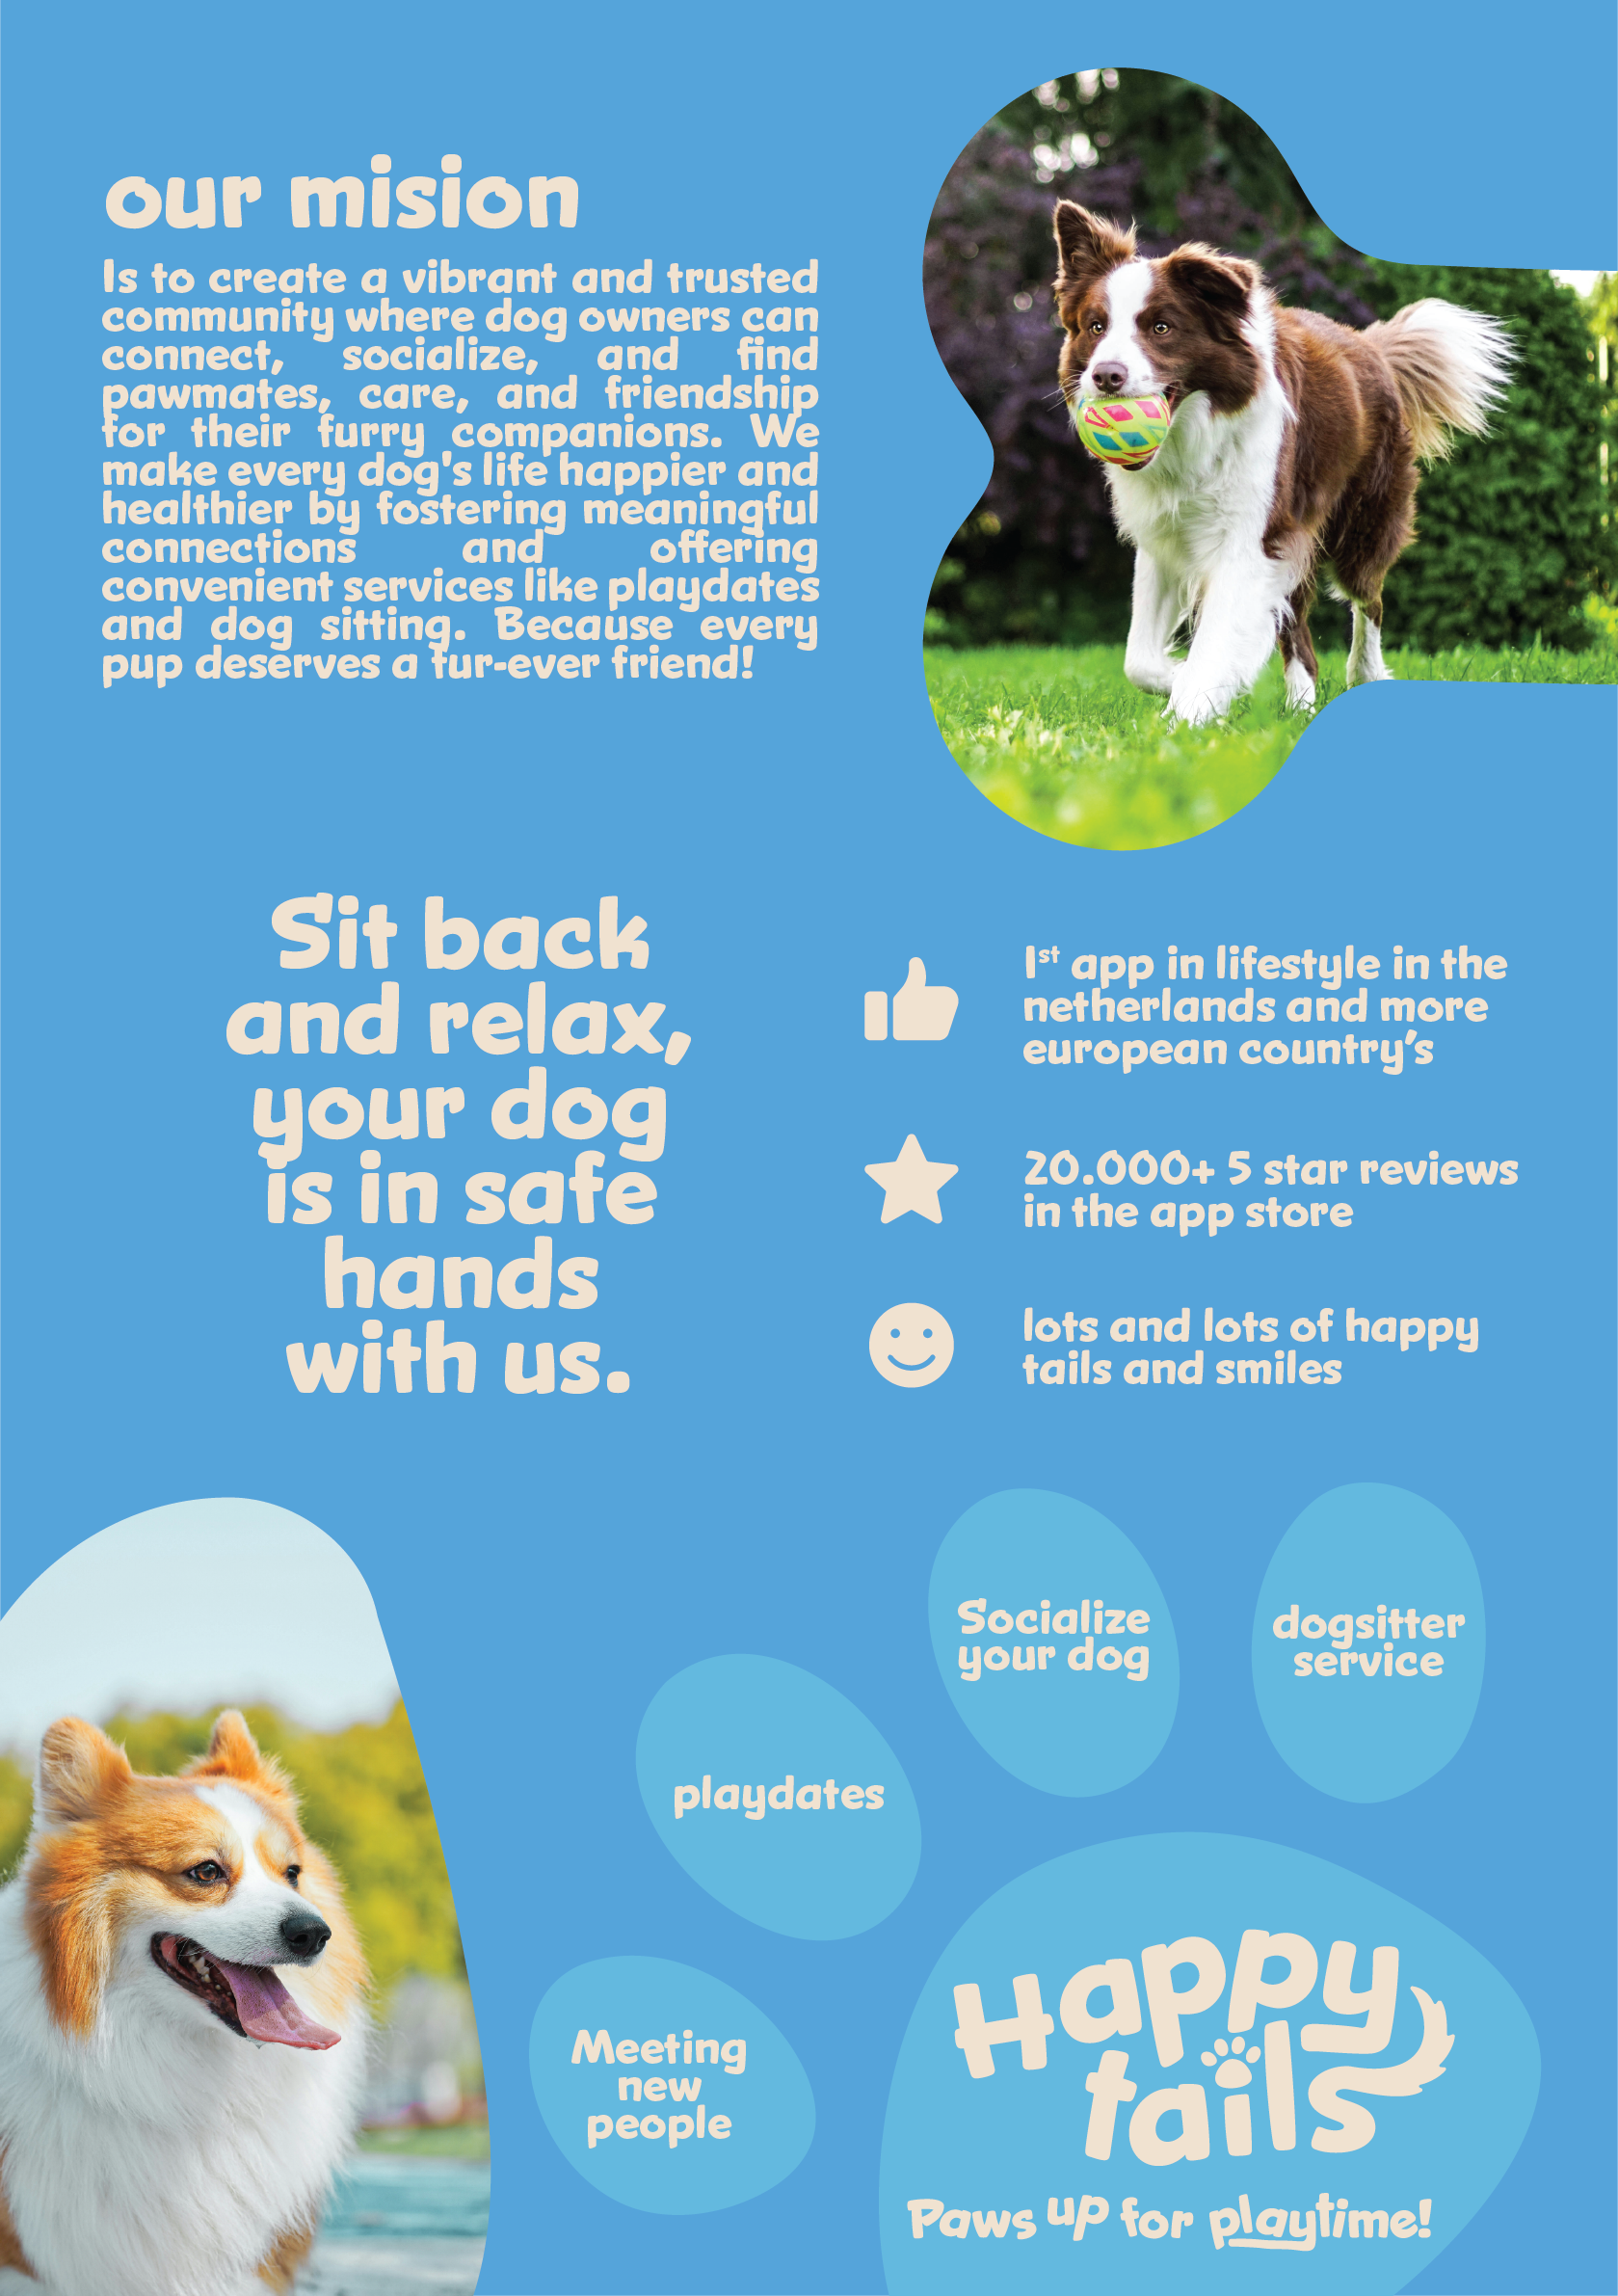 our mision
Is to create a vibrant and trusted
community where dog owners can
connect, socialize, and find
pawmates, care, and friendship
for their furry companions. We
make every dog's life happier and
healthier by fostering meaningful
connections and offering
convenient services like playdates
and dog sitting. Because every
pup deserves a fur-ever friend!
Sit back
and relax,
your dog
is in safe
hands
with us.
1st app in lifestyle in the
netherlands and more
european country’s
20.000+ 5 star reviews
in the app store
lots and lots of happy
tails and smiles
Socialize
your dog
dogsitter
service
playdates
Meeting
new
people
Happy
tails
Paws up for playtime!